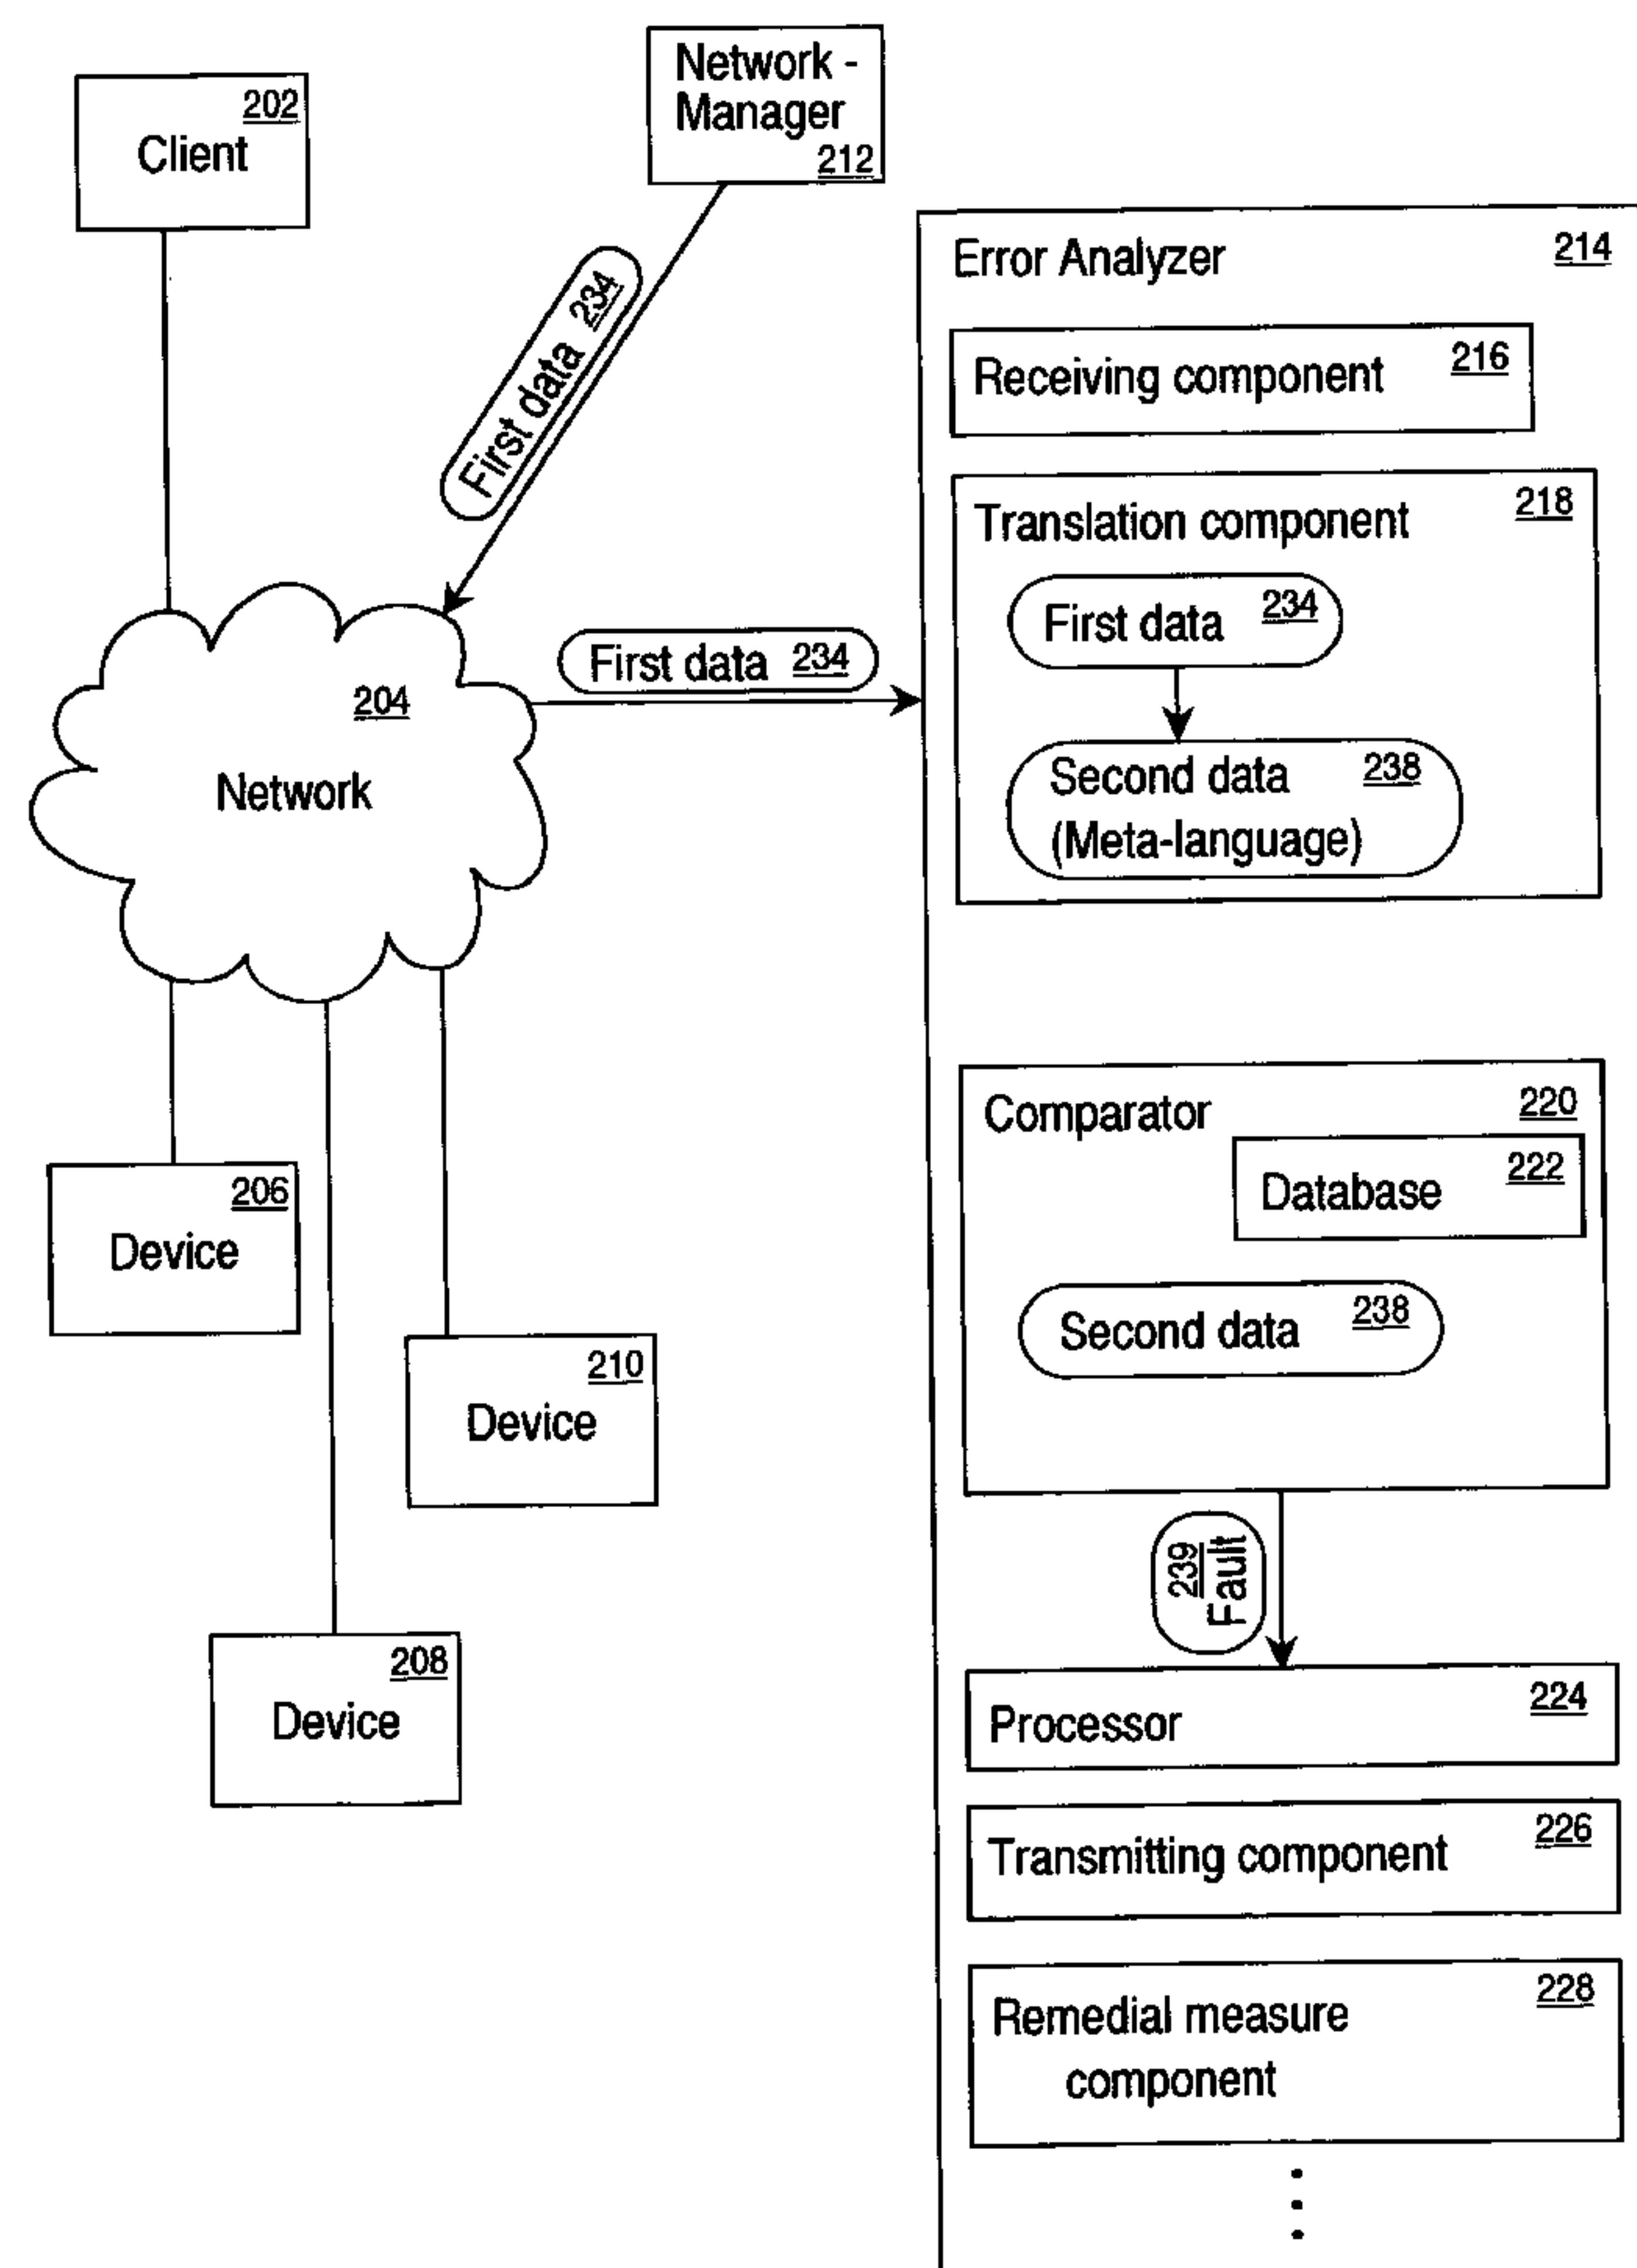 202
Client
Network -
Manager
212
First data 234
204
Network
First data 234
206
Device
210
Device
208
Device
Error Analyzer 214
Receiving component 216
Translation component 218
First data 234
Second data 238
(Meta-language)
Comparator 220
Database 222
Second data 238
239
Fault
Processor 224
Transmitting component 226
Remedial measure 228
component